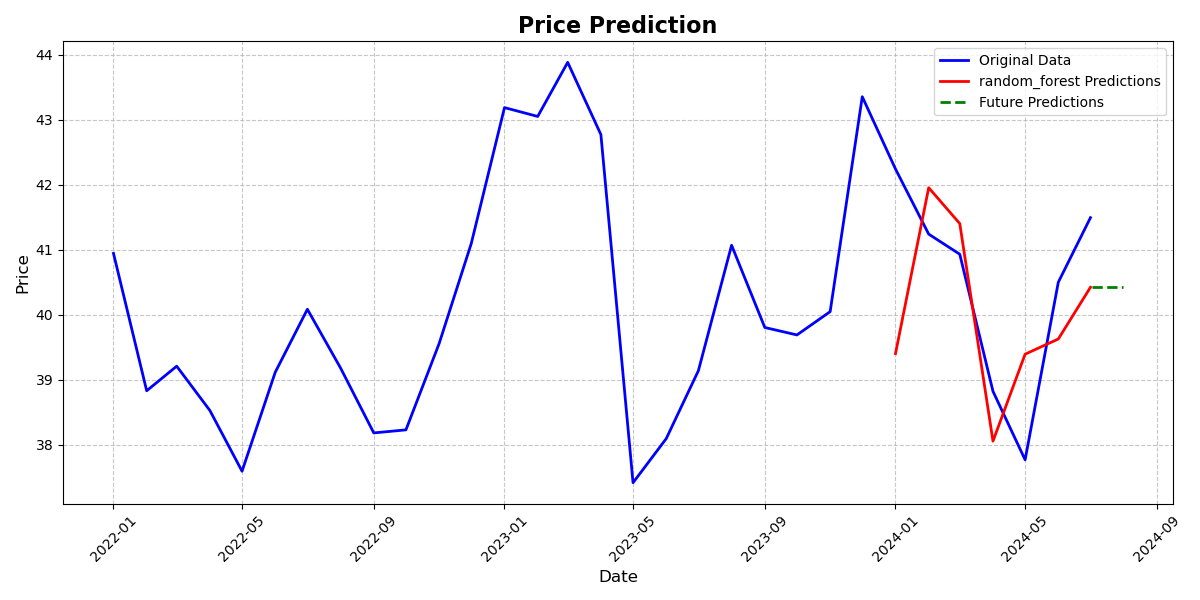 Price Prediction
Original Data
random_forest Predictions
Future Predictions
Price
44
43
42
41
40
39
38
2022-01
2022-05
2022-09
2023-01
2023-05
2023-09
2024-01
2024-05
2024-09
Date